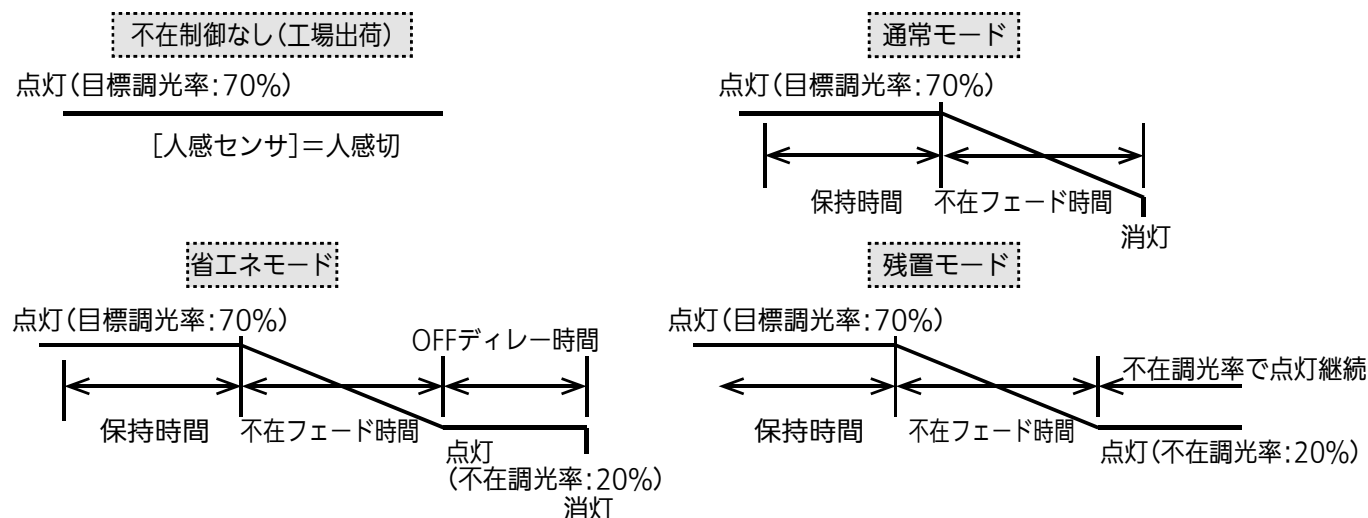 不在制御なし(工場出荷)
点灯(目標調光率:70%)
[人感センサ]=人感切
通常モード
点灯(目標調光率:70%)
保持時間
不在フェード時間
消灯
省エネモード
点灯(目標調光率:70%)
OFFディレー時間
保持時間
不在フェード時間
点灯
(不在調光率:20%)
消灯
残置モード
点灯(目標調光率:70%)
不在調光率で点灯継続
保持時間
不在フェード時間
点灯(不在調光率:20%)